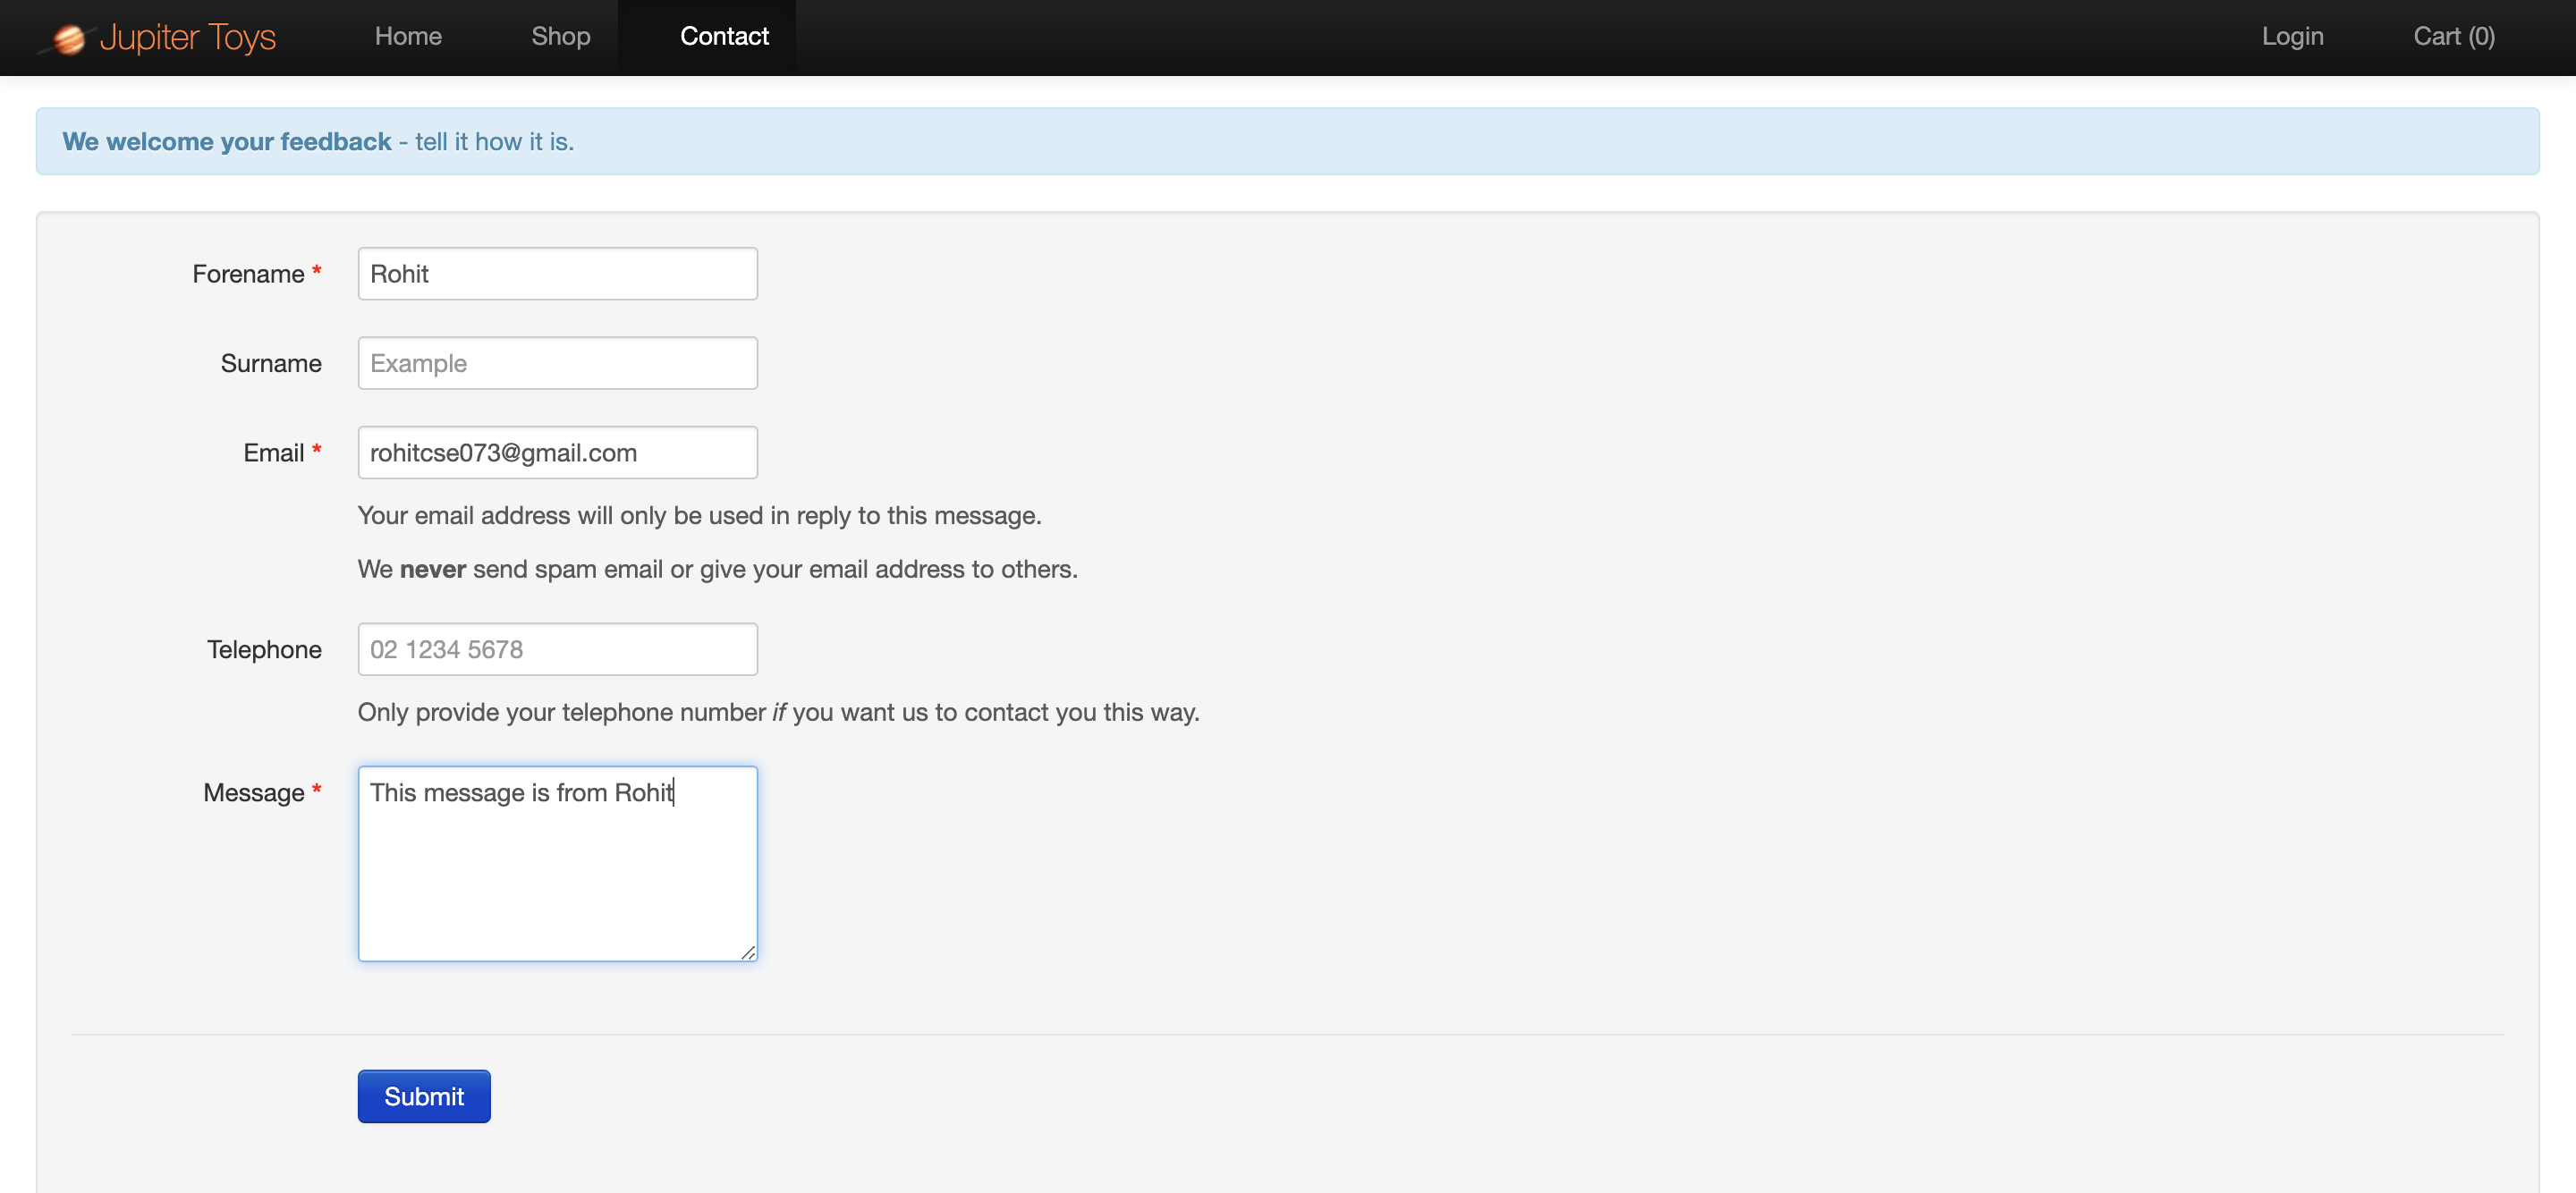 Jupiter Toys Home Shop Contact Login Cart (0)
We welcome your feedback - tell it how it is.
Forename * Rohit
Surname Example
Email * rohitcse073@gmail.com
Your email address will only be used in reply to this message.
We never send spam email or give your email address to others.
Telephone 02 1234 5678
Only provide your telephone number if you want us to contact you this way.
Message * This message is from Rohit
Submit